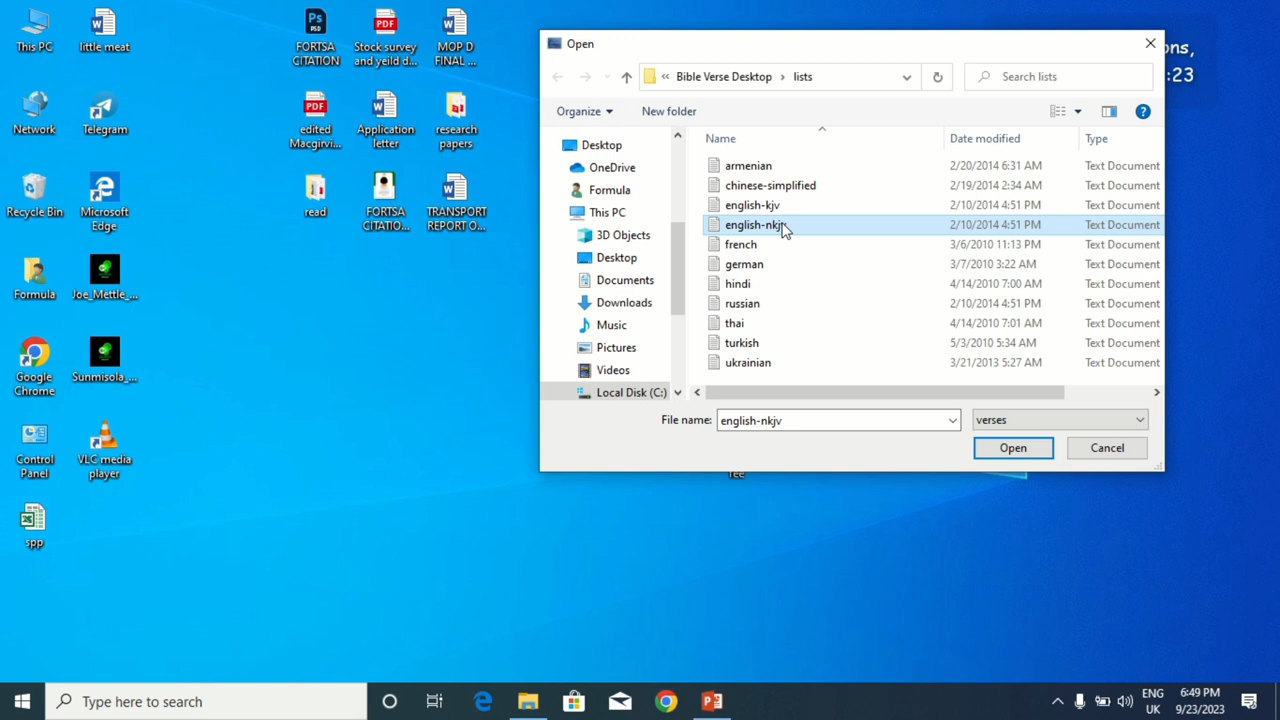 This PC
little meat
FORTSA
CITATION
Stock survey
and yeild d...
MOP D
FINAL ...
Network
Telegram
edited
Macgirvi...
Application
letter
research
papers
Recycle Bin
Microsoft
Edge
read
FORTSA
CITATIO...
TRANSPORT
REPORT O...
Formula
Joe_Mettle_...
Google
Chrome
Sunmisola_...
Control
Panel
VLC media
player
spp
ons,
:23
Open
« Bible Verse Desktop › lists
Search lists
Organize
New folder
Desktop
OneDrive
Formula
This PC
3D Objects
Desktop
Documents
Downloads
Music
Pictures
Videos
Local Disk (C:)
Name Date modified Type
armenian 2/20/2014 6:31 AM Text Document
chinese-simplified 2/19/2014 2:34 AM Text Document
english-kjv 2/10/2014 4:51 PM Text Document
english-nkjv 2/10/2014 4:51 PM Text Document
french 3/6/2010 11:13 PM Text Document
german 3/7/2010 3:22 AM Text Document
hindi 4/14/2010 7:00 AM Text Document
russian 2/10/2014 4:51 PM Text Document
thai 4/14/2010 7:01 AM Text Document
turkish 5/3/2010 5:34 AM Text Document
ukrainian 3/21/2013 5:27 AM Text Document
File name: english-nkjv
verses
Open
Cancel
Type here to search
ENG
UK
6:49 PM
9/23/2023